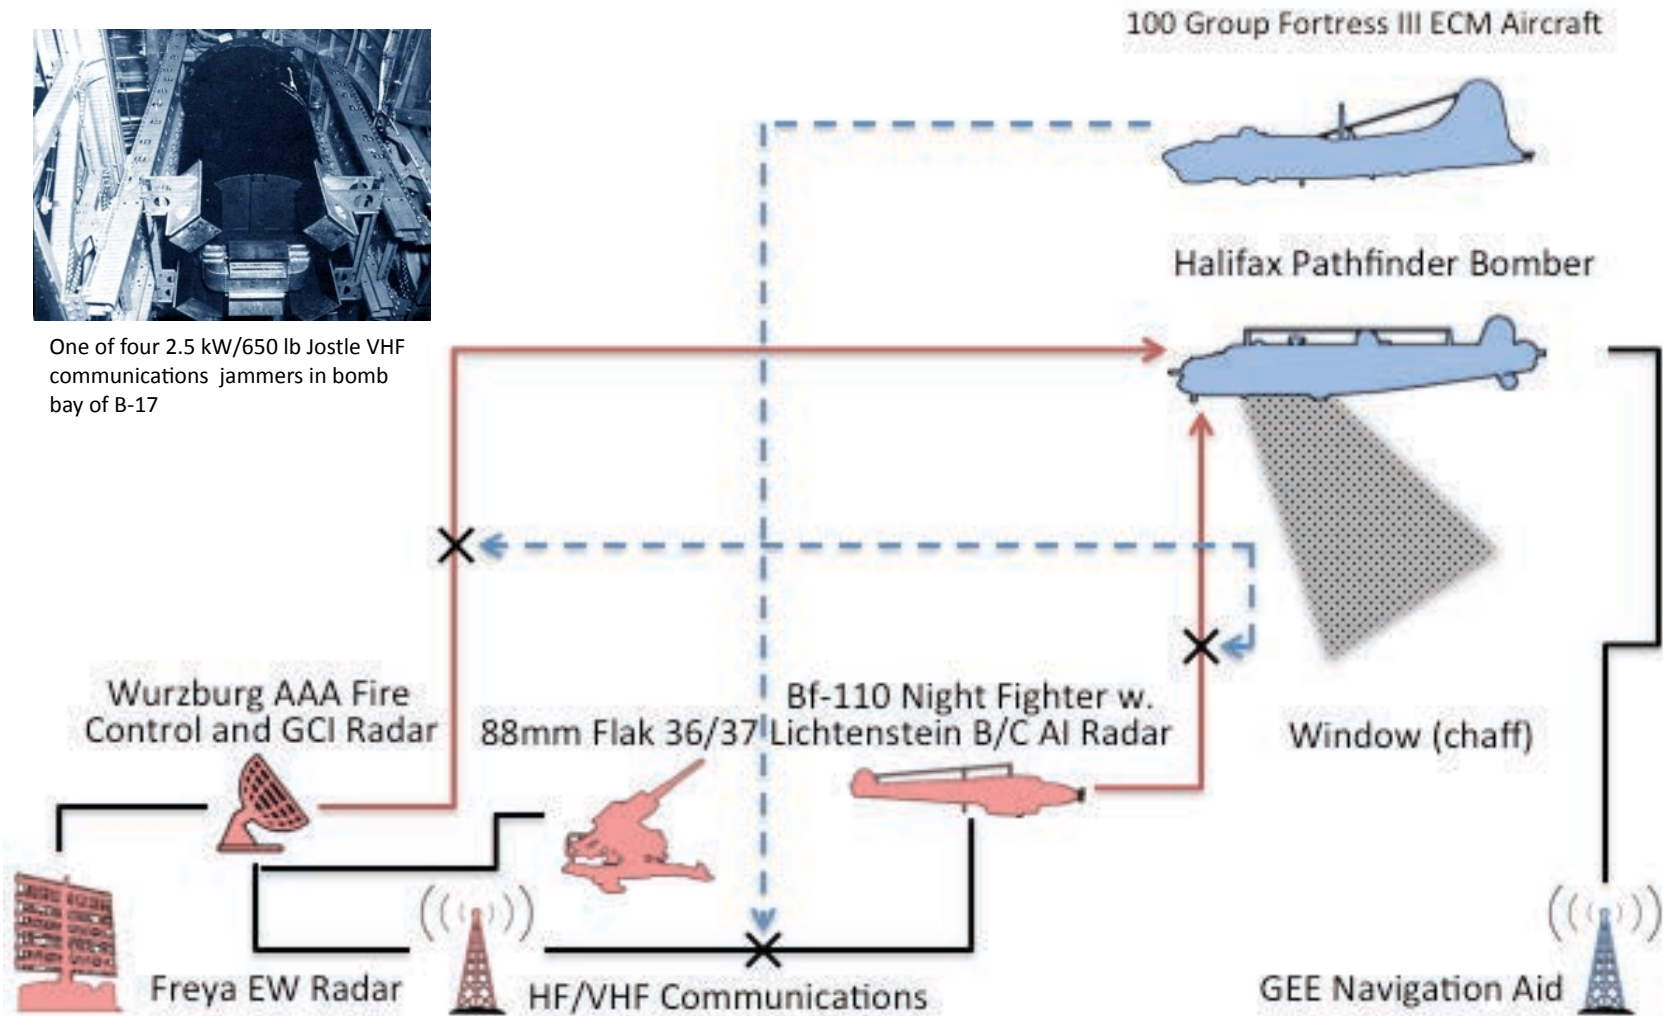 100 Group Fortress III ECM Aircraft
Halifax Pathfinder Bomber
One of four 2.5 kW/650 lb Jostle VHF
communications jammers in bomb
bay of B-17
Wurzburg AAA Fire
Control and GCI Radar
88mm Flak 36/37
Bf-110 Night Fighter w.
Lichtenstein B/C AI Radar
Window (chaff)
Freya EW Radar
HF/VHF Communications
GEE Navigation Aid